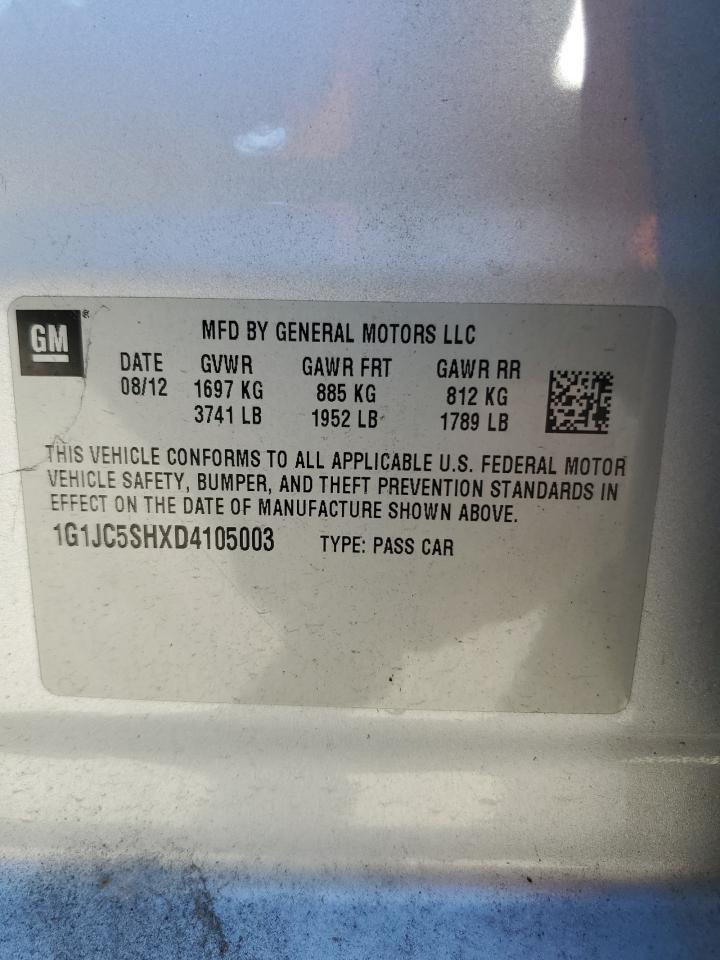 GM®
MFD BY GENERAL MOTORS LLC
DATE GVWR GAWR FRT GAWR RR
08/12 1697 KG 885 KG 812 KG
3741 LB 1952 LB 1789 LB
THIS VEHICLE CONFORMS TO ALL APPLICABLE U.S. FEDERAL MOTOR
VEHICLE SAFETY, BUMPER, AND THEFT PREVENTION STANDARDS IN
EFFECT ON THE DATE OF MANUFACTURE SHOWN ABOVE.
1G1JC5SHXD4105003 TYPE: PASS CAR